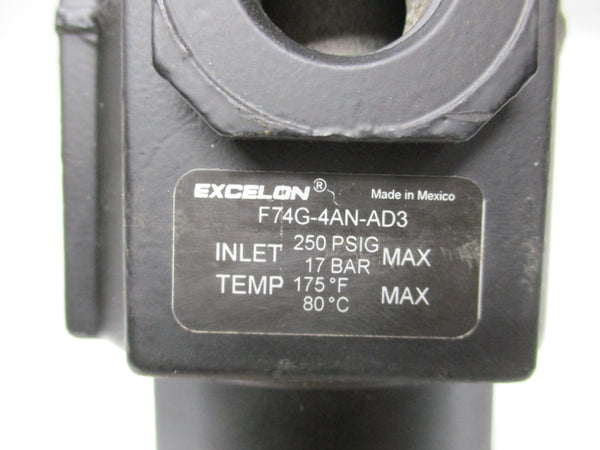 EXCELON® Made in Mexico
F74G-4AN-AD3
INLET 250 PSIG MAX
17 BAR
TEMP 175 °F MAX
80 °C